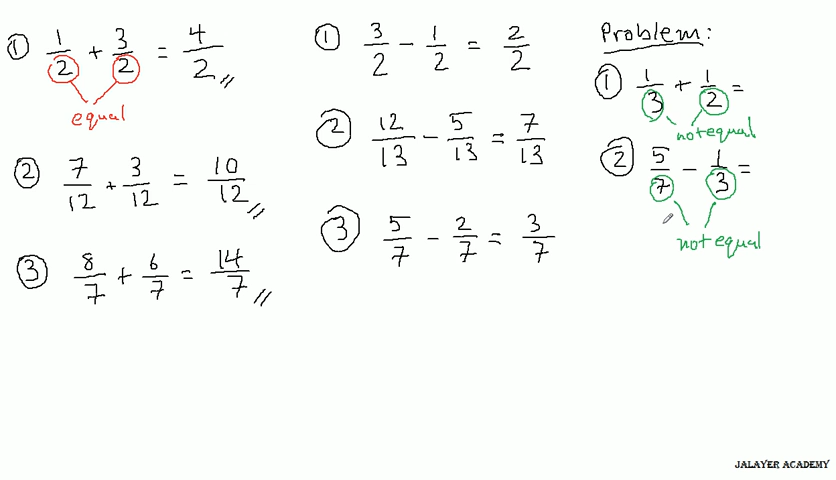 ① 1/2 + 3/2 = 4/2 //
equal
② 7/12 + 3/12 = 10/12 //
③ 8/7 + 6/7 = 14/7 //
① 3/2 - 1/2 = 2/2
② 12/13 - 5/13 = 7/13
③ 5/7 - 2/7 = 3/7
Problem:
① 1/3 + 1/2 =
not equal
② 5/7 - 1/3 =
not equal
JALAYER ACADEMY